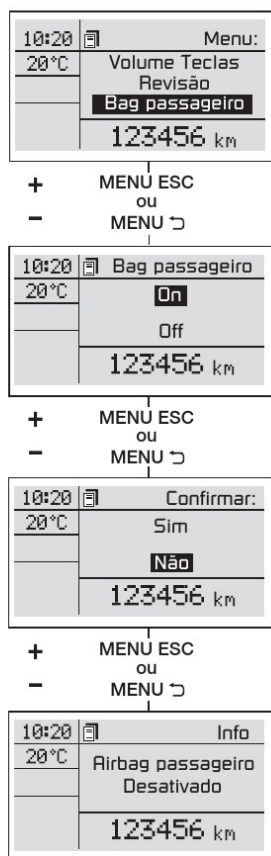 10:20 Menu:
20°C Volume Teclas
Revisão
Bag passageiro
123456 km
+ MENU ESC
ou
- MENU ⮌
10:20 Bag passageiro
20°C On
Off
123456 km
+ MENU ESC
ou
- MENU ⮌
10:20 Confirmar:
20°C Sim
Não
123456 km
+ MENU ESC
ou
- MENU ⮌
10:20 Info
20°C Airbag passageiro
Desativado
123456 km